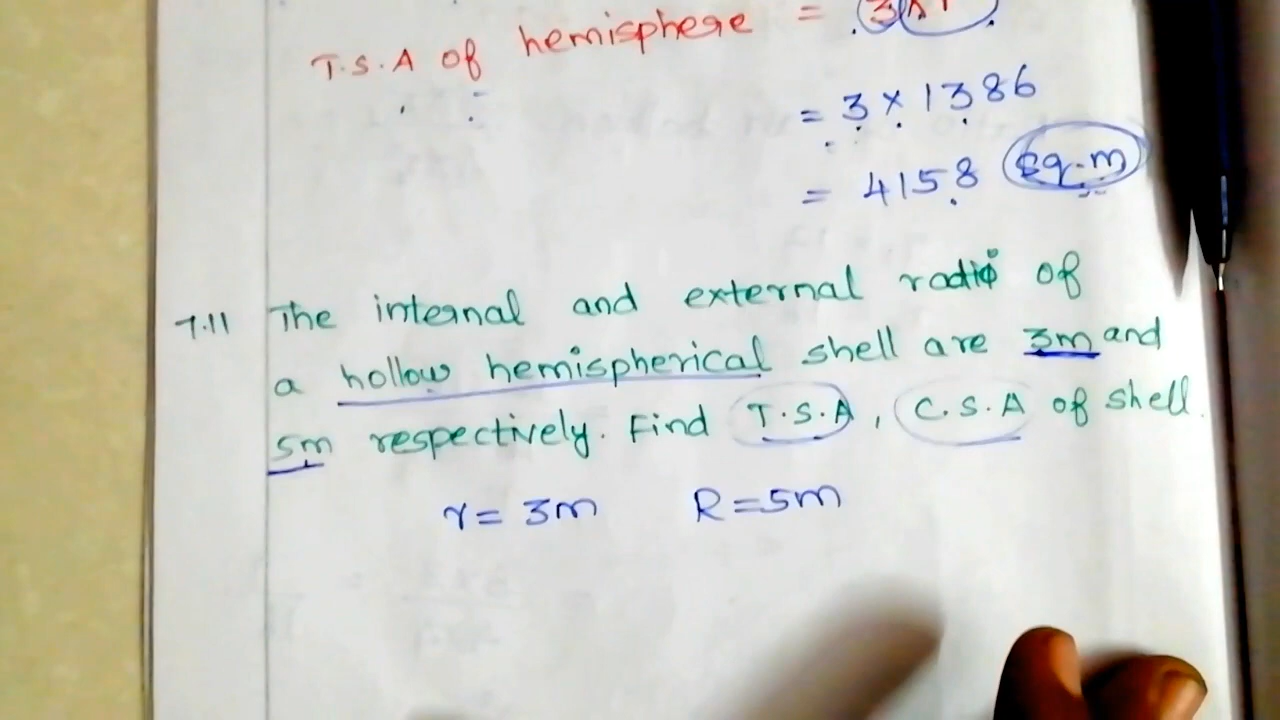 T.S.A of hemisphere =
= 3 × 1386
= 4158 sq.m
7.11 The internal and external radii of
a hollow hemispherical shell are 3m and
5m respectively. Find T.S.A, C.S.A of shell.
r = 3m R = 5m